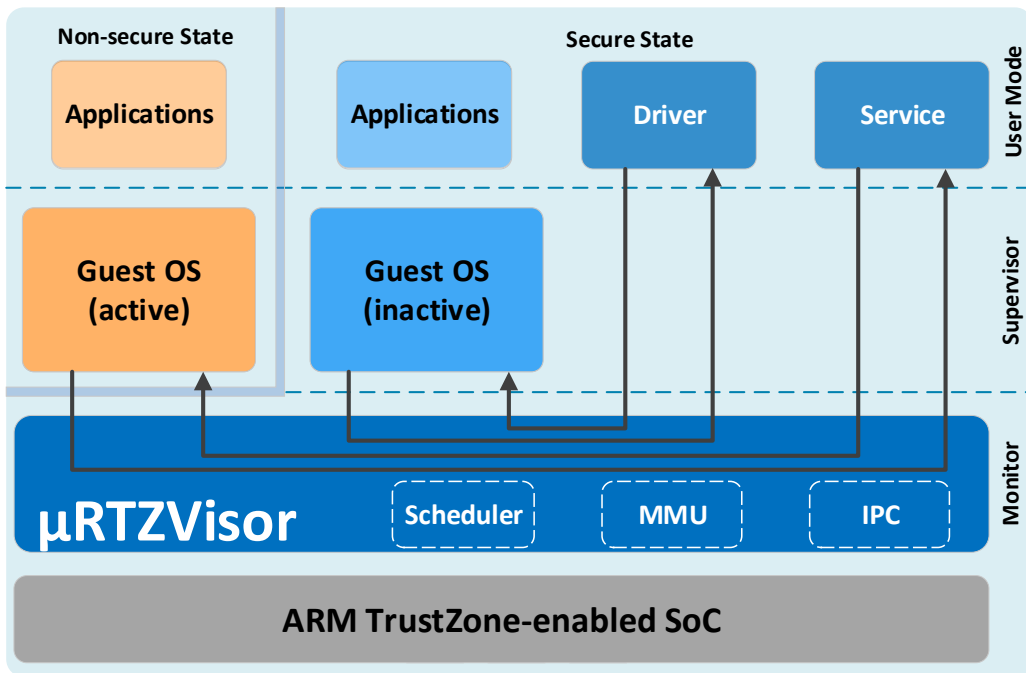 Non-secure State
Secure State
Applications
Applications
Driver
Service
User Mode
Guest OS
(active)
Guest OS
(inactive)
Supervisor
µRTZVisor
Scheduler
MMU
IPC
Monitor
ARM TrustZone-enabled SoC